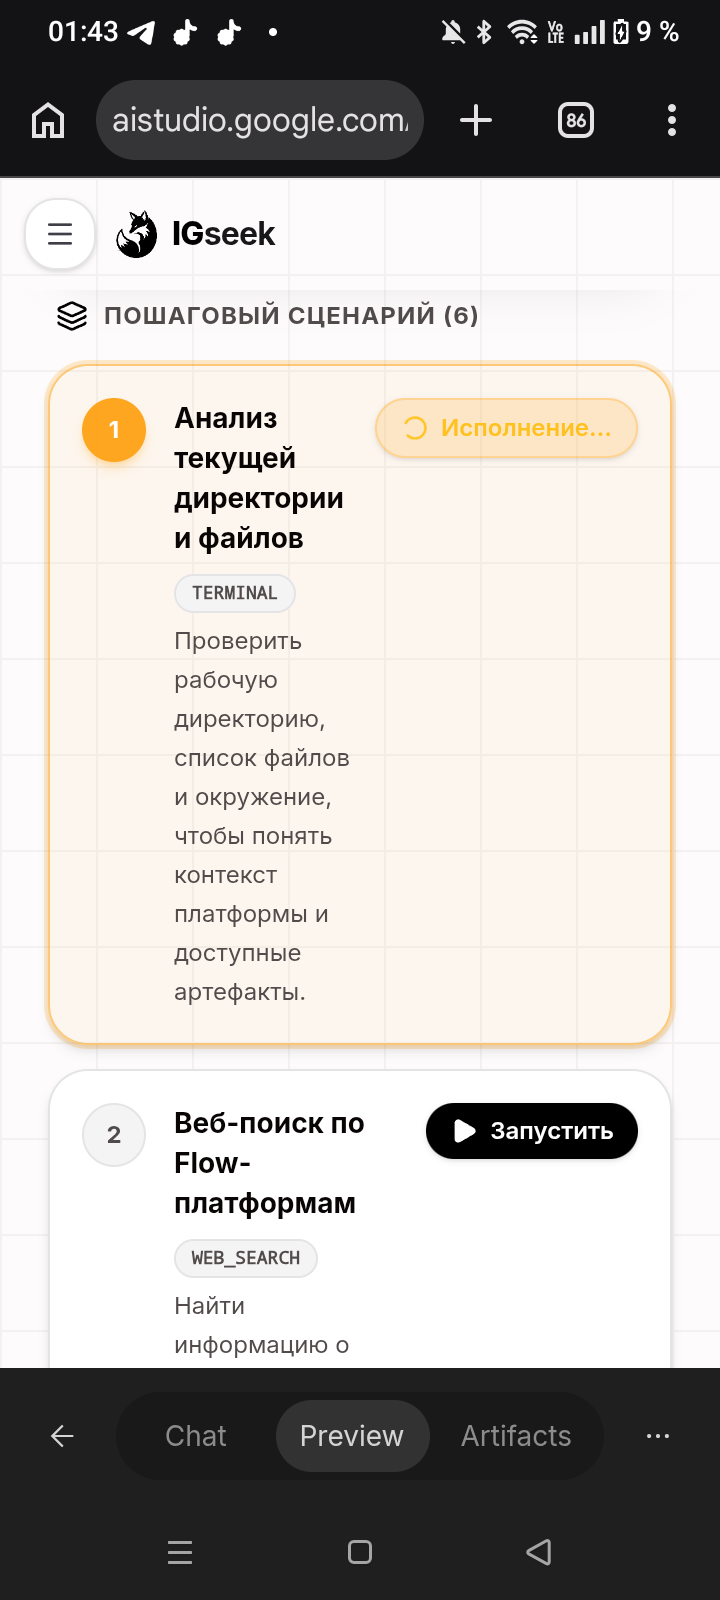 01:43
Vo LTE
9 %
aistudio.google.com/
86
IGseek
ПОШАГОВЫЙ СЦЕНАРИЙ (6)
1
Анализ
текущей
директории
и файлов
Исполнение...
TERMINAL
Проверить
рабочую
директорию,
список файлов
и окружение,
чтобы понять
контекст
платформы и
доступные
артефакты.
2
Веб-поиск по
Flow-
платформам
Запустить
WEB_SEARCH
Найти
информацию о
Chat
Preview
Artifacts